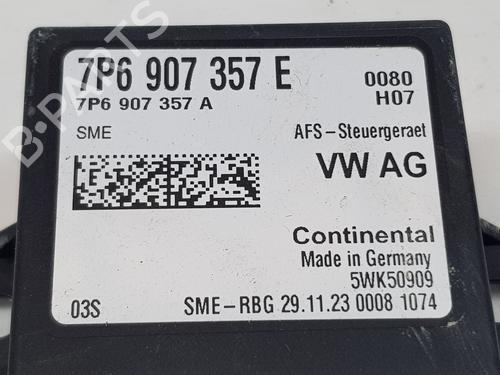 7P6 907 357 E
0080
7P6 907 357 A
H07
SME
AFS-Steuergeraet
VW AG
Continental
Made in Germany
5WK50909
03S
SME-RBG 29.11.23 0008 1074
B-PARTS